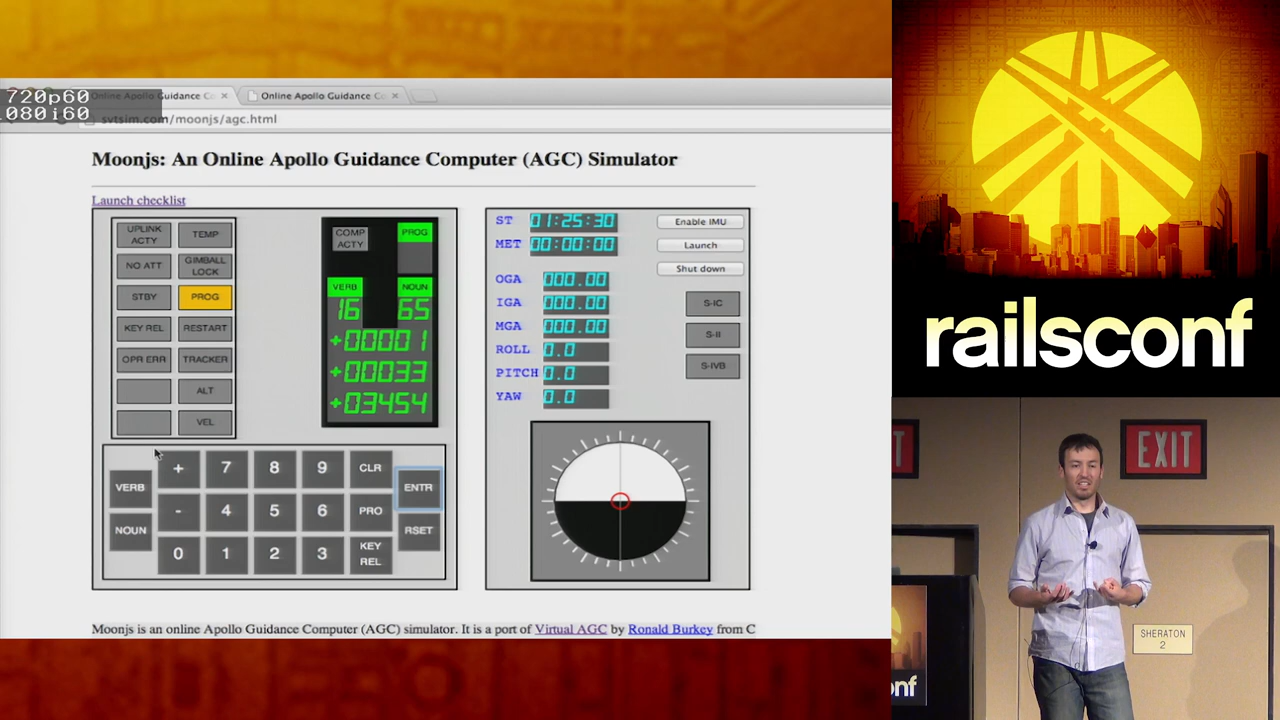 720p60
1080i60
Online Apollo Guidance Co
Online Apollo Guidance Co
svtsim.com/moonjs/agc.html
Moonjs: An Online Apollo Guidance Computer (AGC) Simulator
Launch checklist
UPLINK ACTY
TEMP
NO ATT
GIMBALL LOCK
STBY
PROG
KEY REL
RESTART
OPR ERR
TRACKER
ALT
VEL
COMP ACTY
PROG
VERB
NOUN
16
65
+00001
+00033
+03454
VERB
NOUN
+
7
8
9
CLR
-
4
5
6
PRO
0
1
2
3
KEY REL
ENTR
RSET
ST 01:25:30
MET 00:00:00
OGA 000.00
IGA 000.00
MGA 000.00
ROLL 0.0
PITCH 0.0
YAW 0.0
Enable IMU
Launch
Shut down
S-IC
S-II
S-IVB
Moonjs is an online Apollo Guidance Computer (AGC) simulator. It is a port of Virtual AGC by Ronald Burkey from C
railsconf
EXIT
SHERATON
2
nf